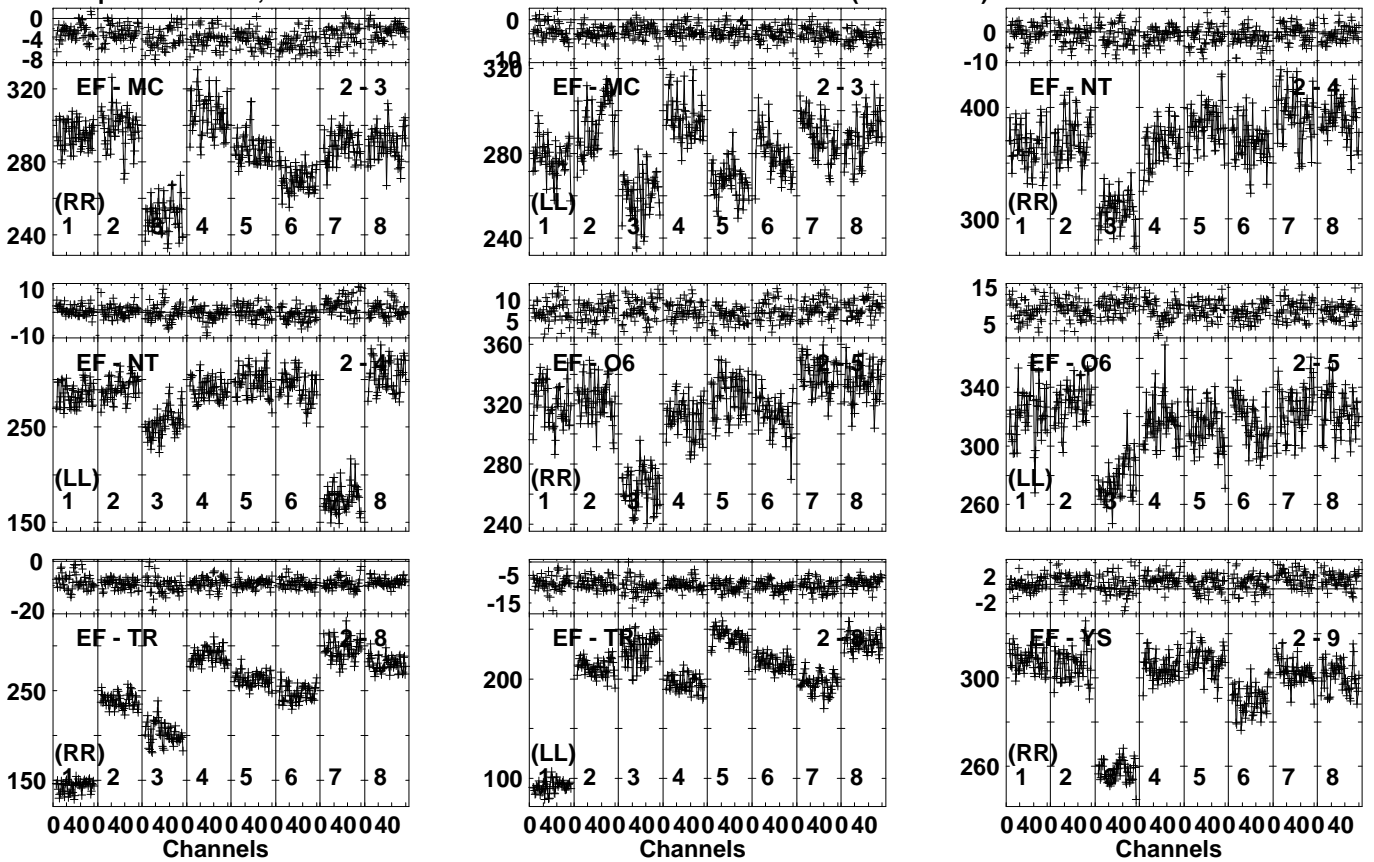 0 0 0
-4 -10 -10
-8
320 EF - MC 2 - 3
280
(RR)
240 1 2 3 4 5 6 7 8
320 EF - MC 2 - 3
280
(LL)
240 1 2 3 4 5 6 7 8
400 EF - NT 2 - 4
(RR)
300 1 2 3 4 5 6 7 8
10 10 15
-10 5 5
EF - NT 2 - 4
250
(LL)
150 1 2 3 4 5 6 7 8
360 EF - O6 2 - 5
320
280
(RR)
240 1 2 3 4 5 6 7 8
340 EF - O6 2 - 5
300
(LL)
260 1 2 3 4 5 6 7 8
0 -5 2
-20 -15 -2
EF - TR 2 - 8
250
(RR)
150 1 2 3 4 5 6 7 8
EF - TR 2 - 8
200
(LL)
100 1 2 3 4 5 6 7 8
EF - YS 2 - 9
300
(RR)
260 1 2 3 4 5 6 7 8
0 40 0 40 0 40 0 40 0 40 0 40 0 40 0 40
0 40 0 40 0 40 0 40 0 40 0 40 0 40 0 40
0 40 0 40 0 40 0 40 0 40 0 40 0 40 0 40
Channels Channels Channels